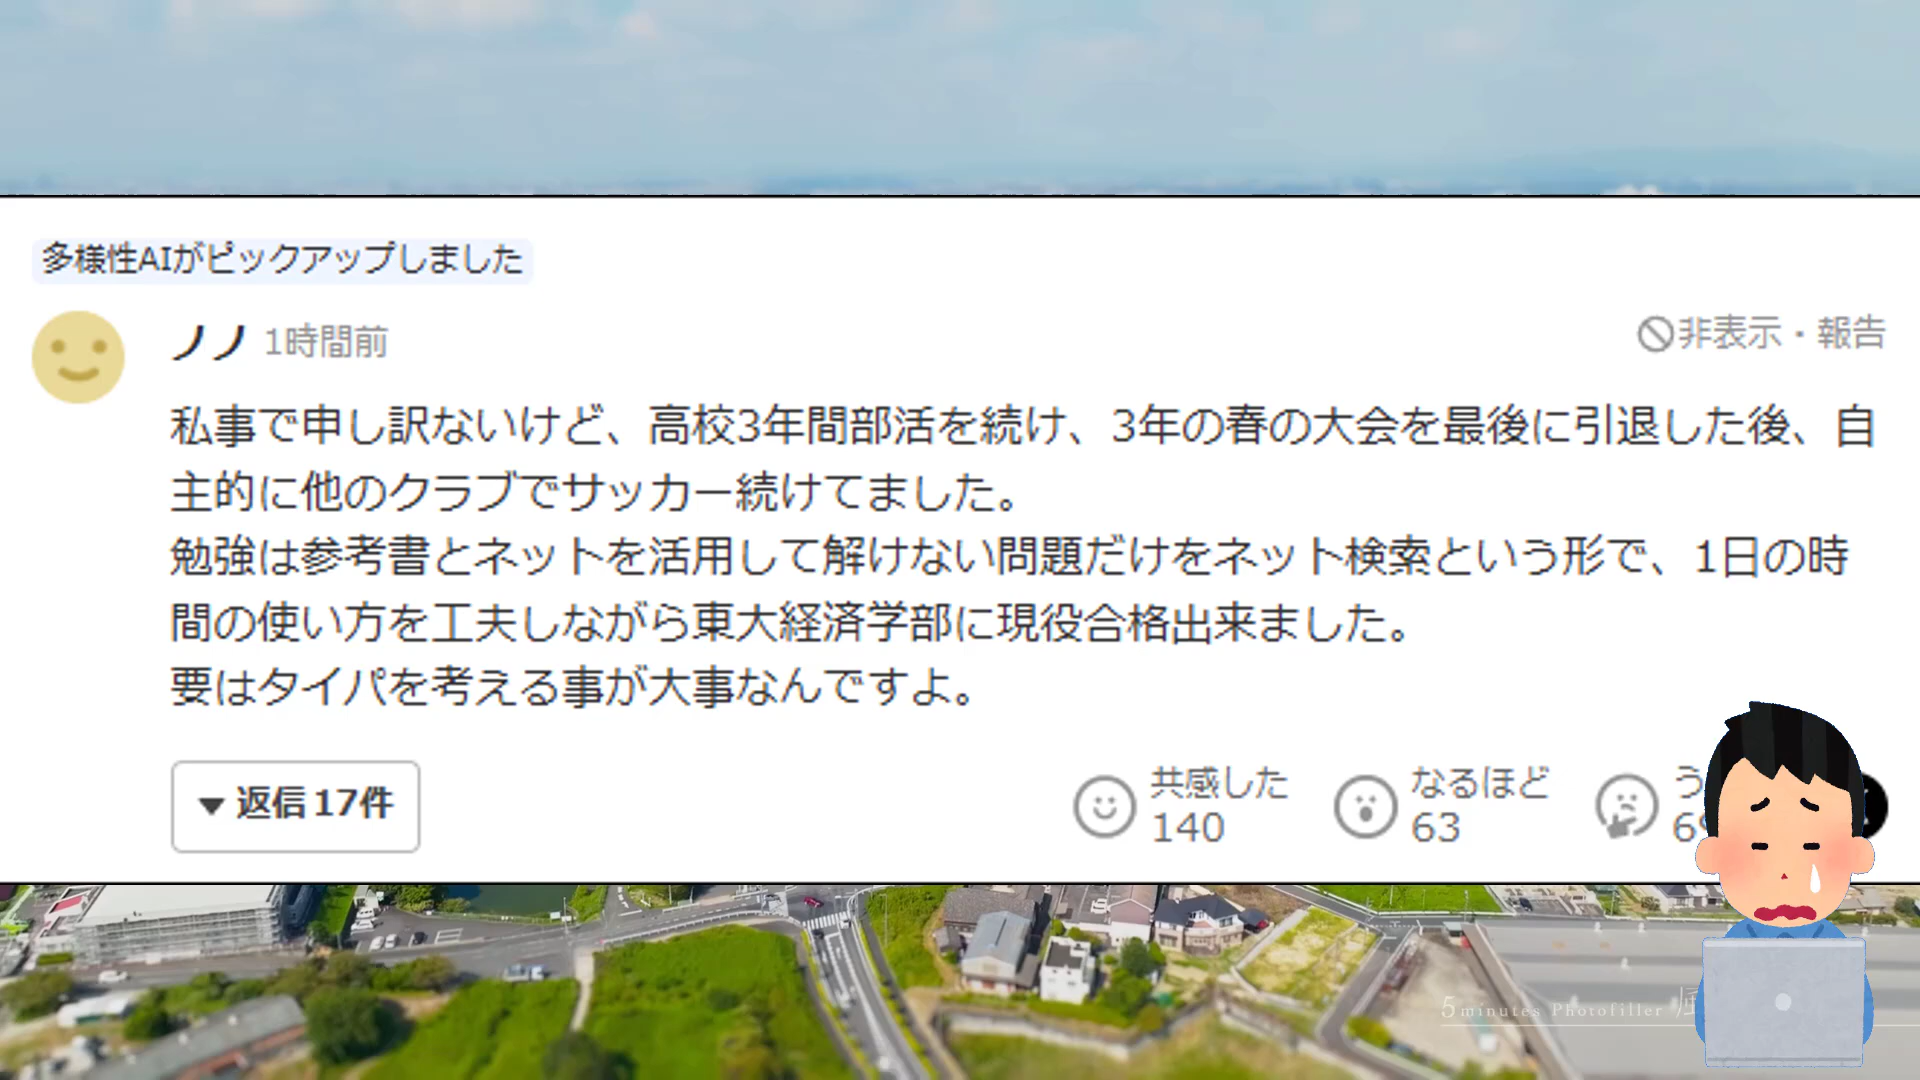 多様性AIがピックアップしました
ノノ 1時間前
非表示・報告
私事で申し訳ないけど、高校3年間部活を続け、3年の春の大会を最後に引退した後、自
主的に他のクラブでサッカー続けてました。
勉強は参考書とネットを活用して解けない問題だけをネット検索という形で、1日の時
間の使い方を工夫しながら東大経済学部に現役合格出来ました。
要はタイパを考える事が大事なんですよ。
返信 17件
共感した
140
なるほど
63
う
5minutes Photofiller